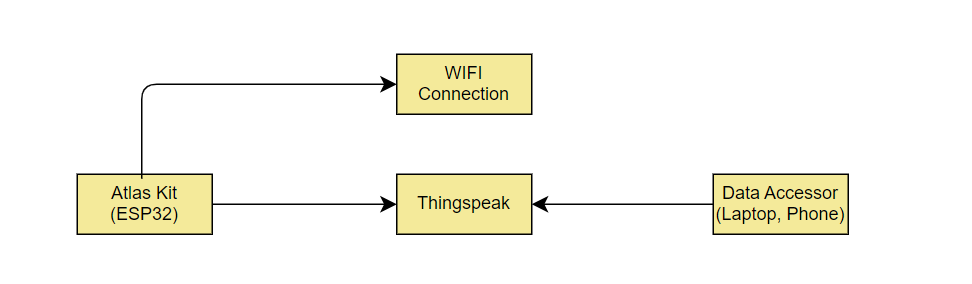 WIFI
Connection
Atlas Kit
(ESP32)
Thingspeak
Data Accessor
(Laptop, Phone)